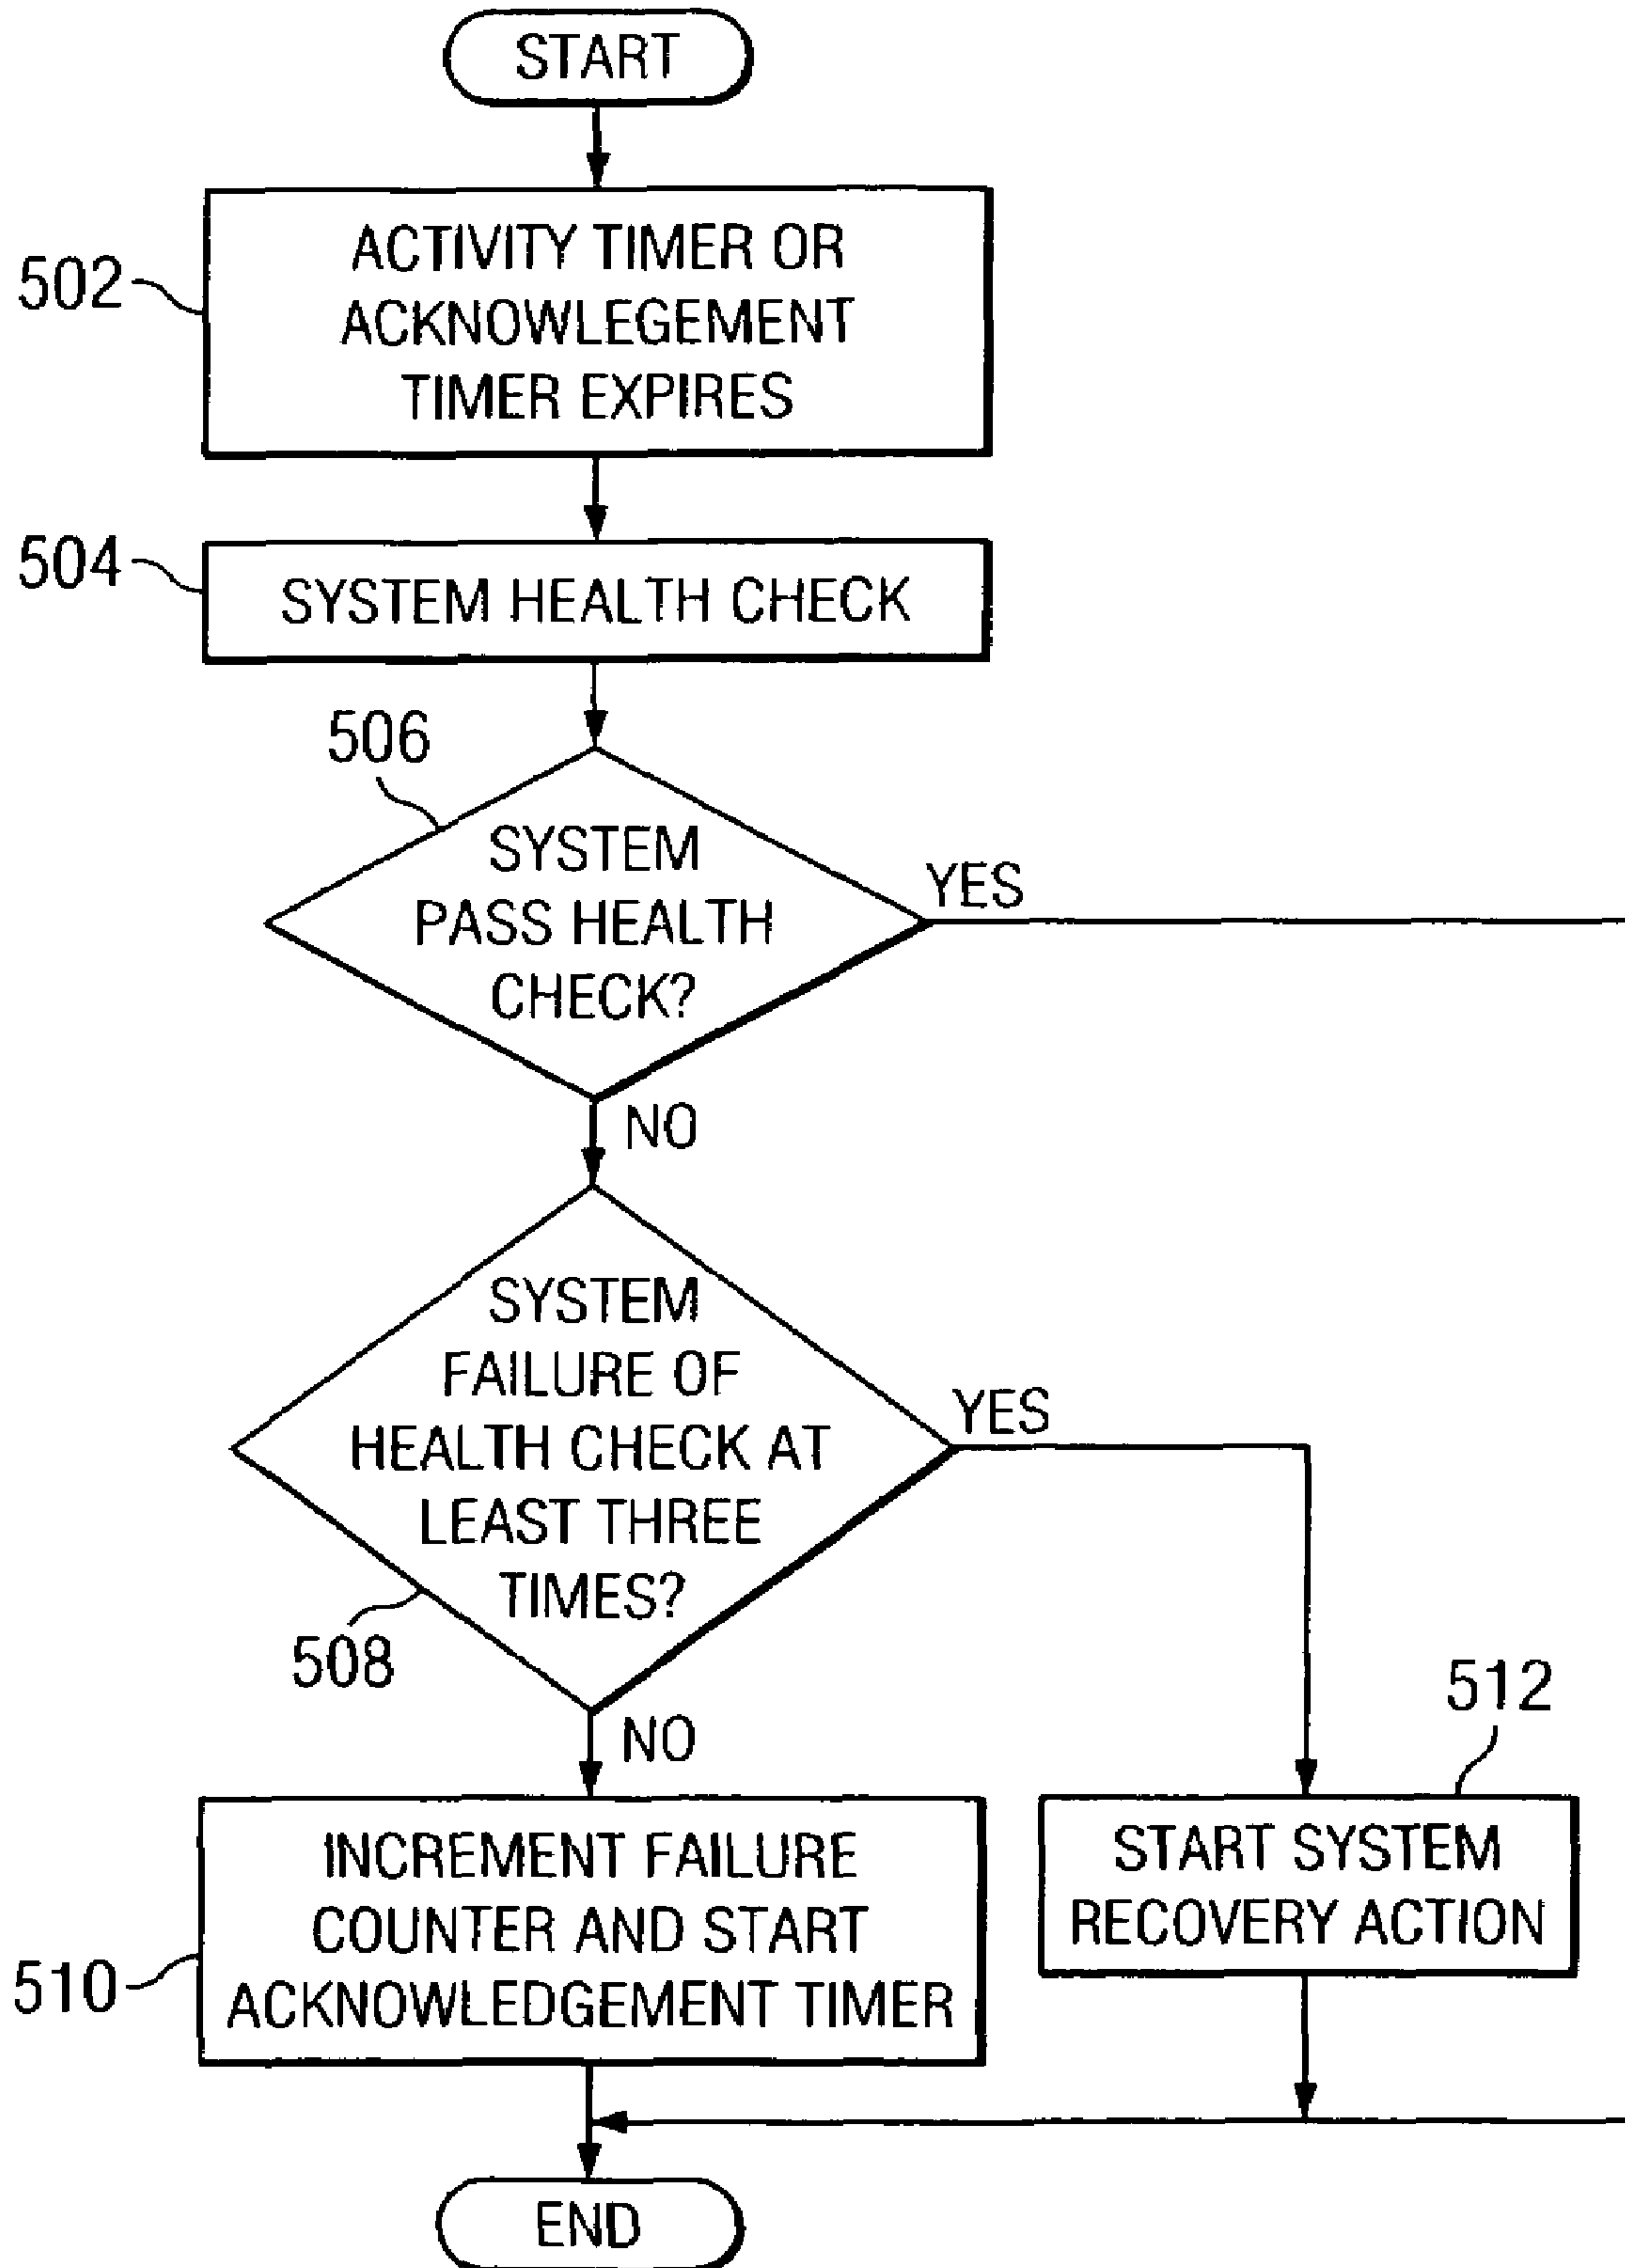 START
502
ACTIVITY TIMER OR
ACKNOWLEGEMENT
TIMER EXPIRES
504
SYSTEM HEALTH CHECK
506
SYSTEM
PASS HEALTH
CHECK?
YES
NO
SYSTEM
FAILURE OF
HEALTH CHECK AT
LEAST THREE
TIMES?
YES
508
NO
512
INCREMENT FAILURE
COUNTER AND START
ACKNOWLEDGEMENT TIMER
510
START SYSTEM
RECOVERY ACTION
END